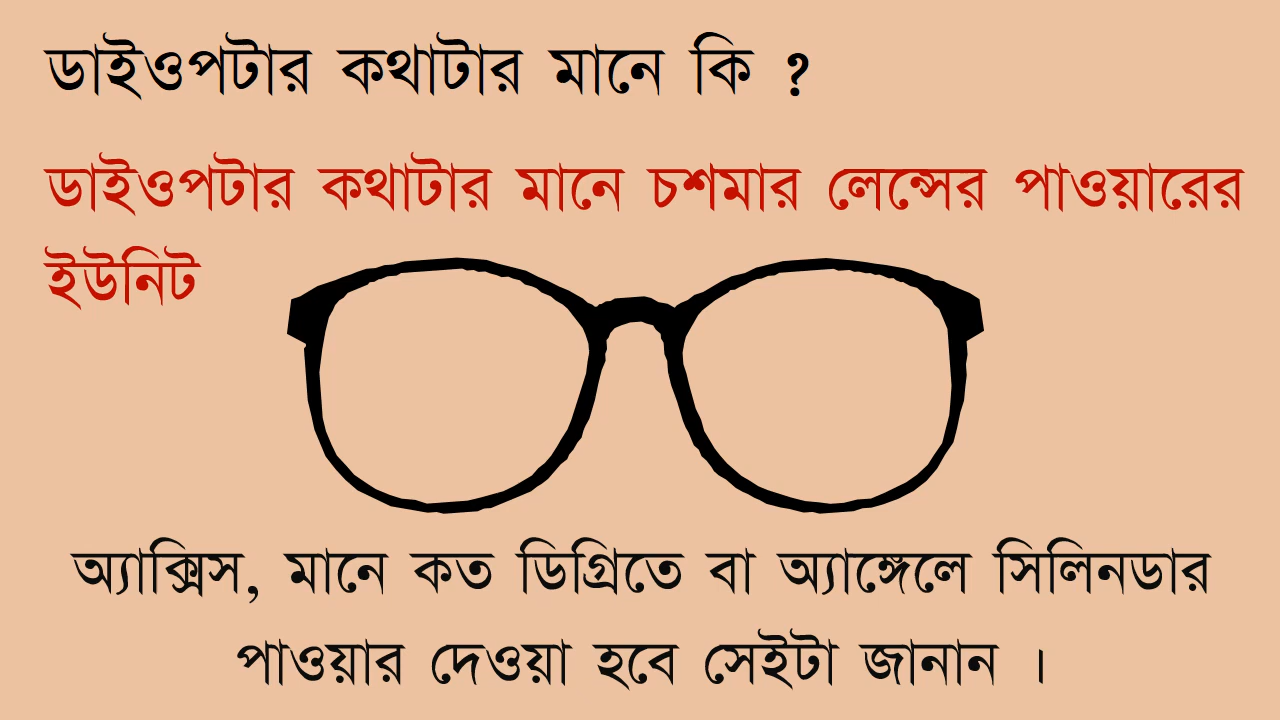 ডাইওপটার কথাটার মানে কি ?
ডাইওপটার কথাটার মানে চশমার লেন্সের পাওয়ারের
ইউনিট
অ্যাক্সিস, মানে কত ডিগ্রিতে বা অ্যাঙ্গেলে সিলিনডার
পাওয়ার দেওয়া হবে সেইটা জানান ।